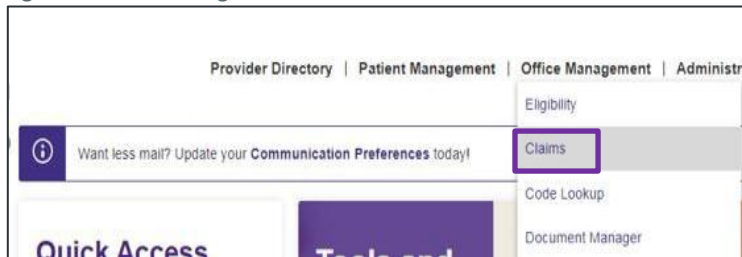 Provider Directory | Patient Management | Office Management | Administr
Eligibility
Want less mail? Update your Communication Preferences today!
Claims
Code Lookup
Document Manager
Quick Access
Tools and